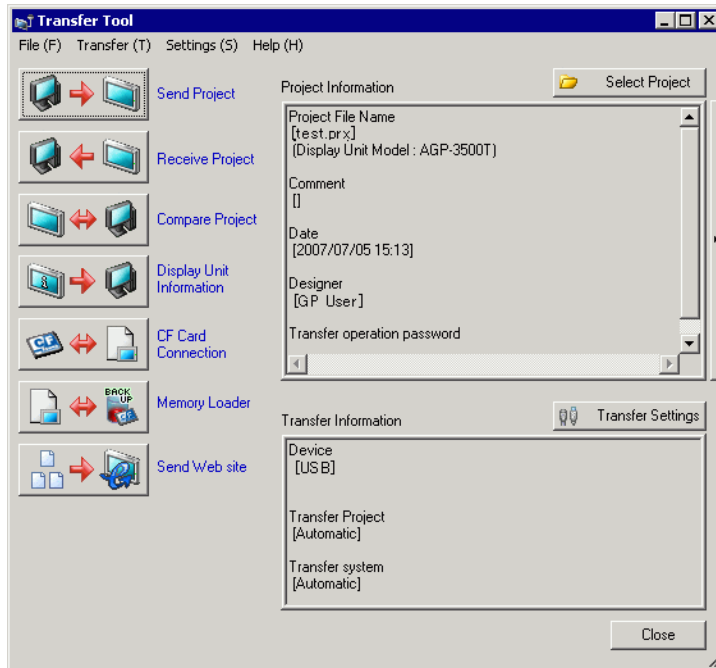 Transfer Tool
File (F) Transfer (T) Settings (S) Help (H)
Send Project
Receive Project
Compare Project
Display Unit
Information
CF
CF Card
Connection
BACK
UP
CF
Memory Loader
Send Web site
Project Information
Select Project
Project File Name
[test.prx]
(Display Unit Model : AGP-3500T)
Comment
[]
Date
[2007/07/05 15:13]
Designer
[GP User]
Transfer operation password
Transfer Information
Transfer Settings
Device
[USB]
Transfer Project
[Automatic]
Transfer system
[Automatic]
Close